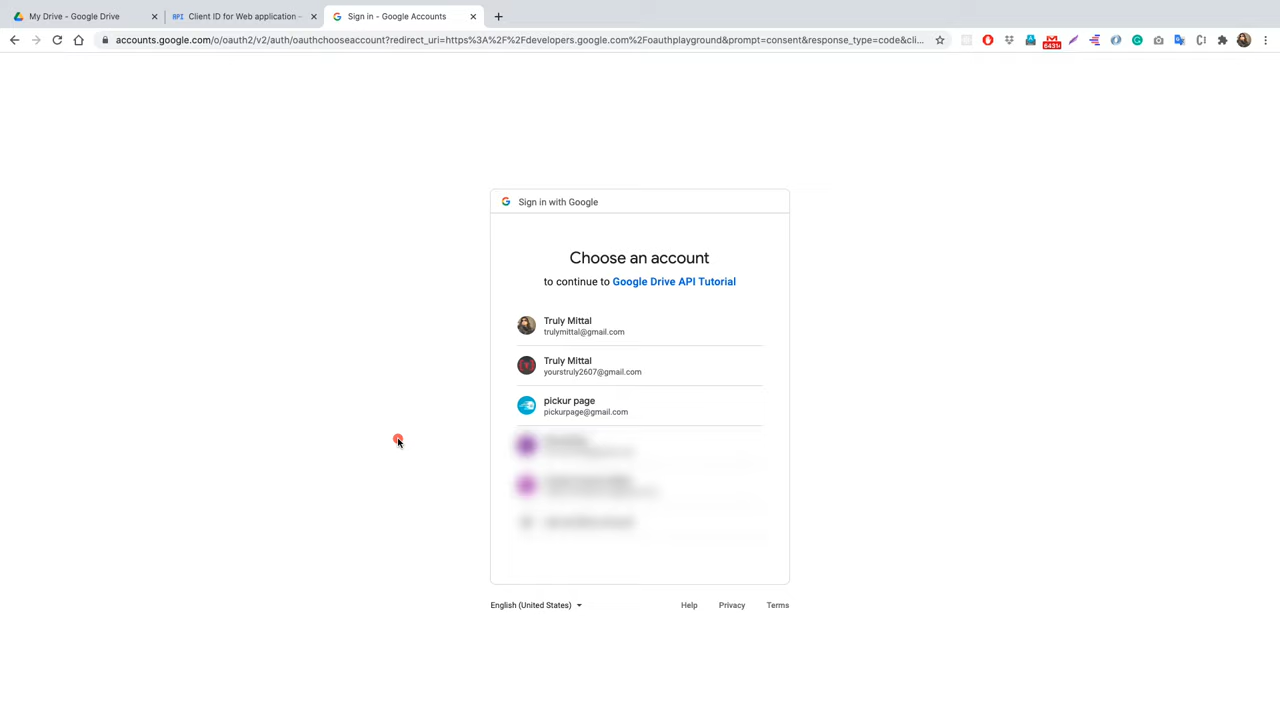 My Drive - Google Drive
API Client ID for Web application -
Sign in - Google Accounts
accounts.google.com/o/oauth2/v2/auth/oauthchooseaccount?redirect_uri=https%3A%2F%2Fdevelopers.google.com%2Foauthplayground&prompt=consent&response_type=code&cli...
64314
Sign in with Google
Choose an account
to continue to Google Drive API Tutorial
Truly Mittal
trulymittal@gmail.com
Truly Mittal
yourstruly2607@gmail.com
pickur page
pickurpage@gmail.com
English (United States)
Help
Privacy
Terms